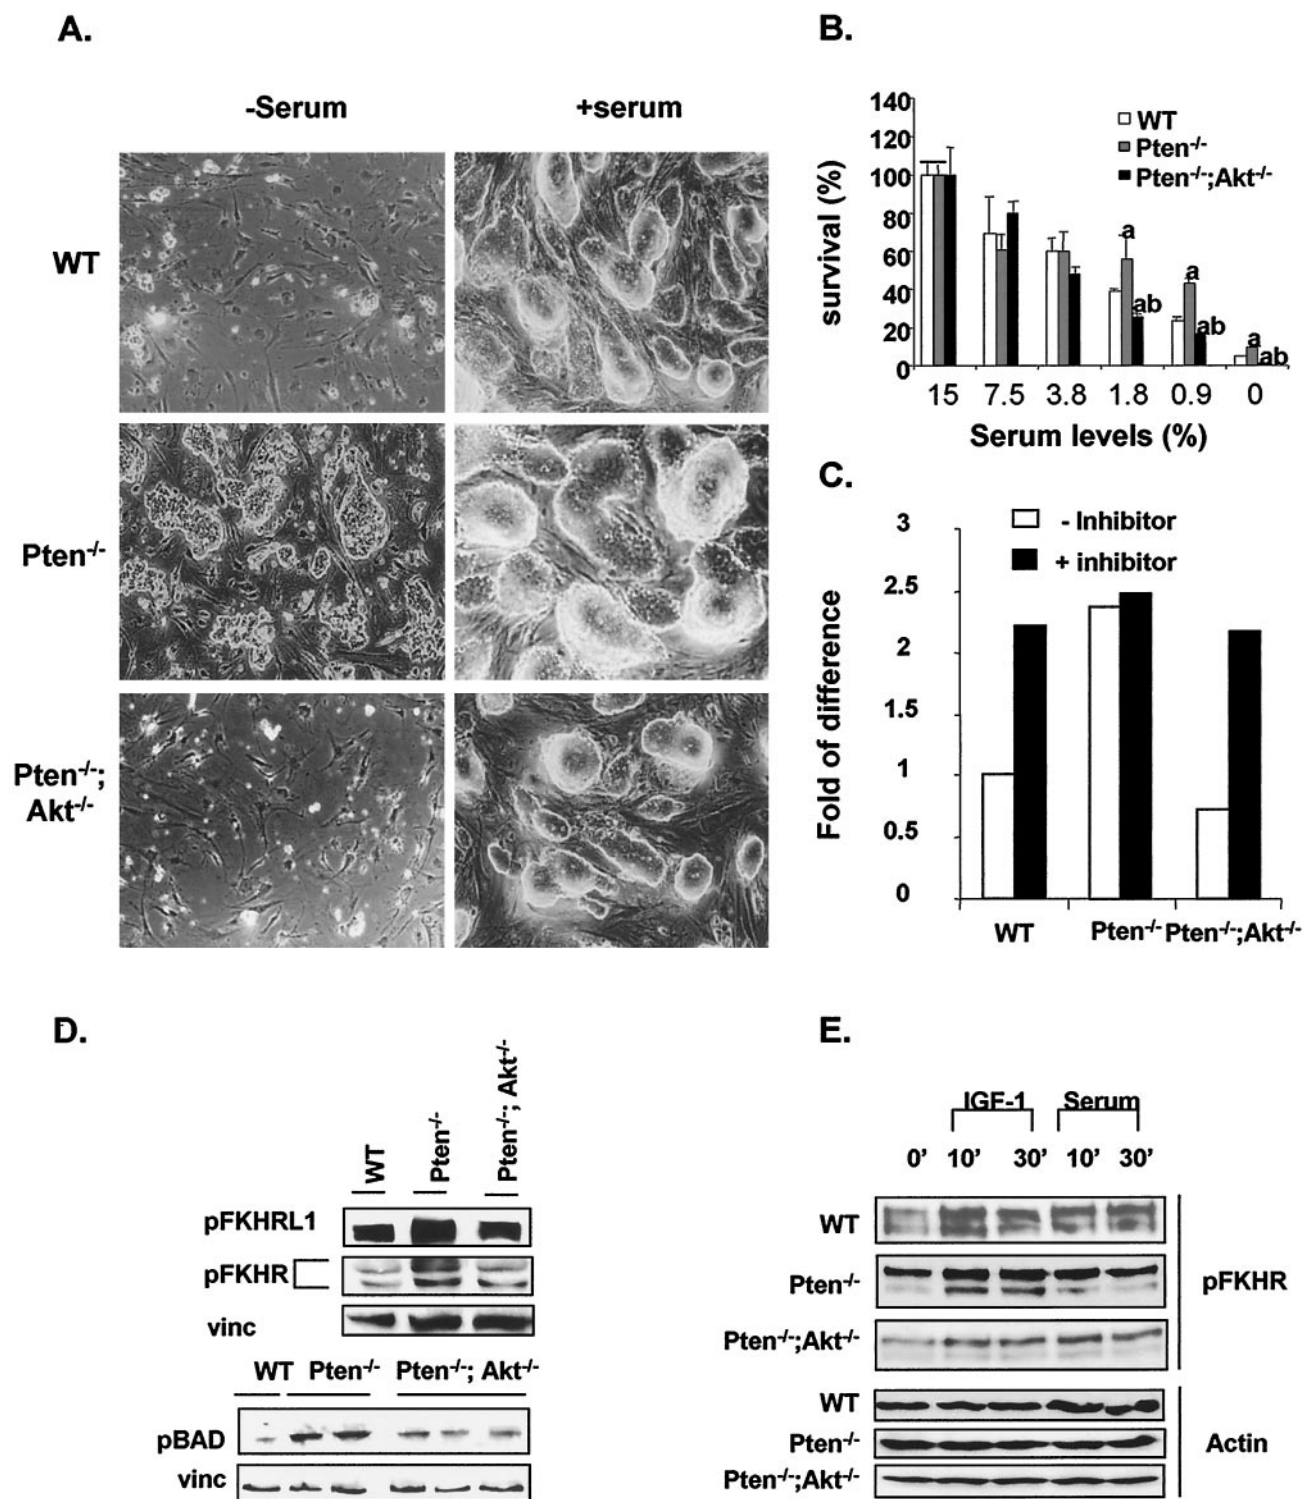 A.
-Serum +serum
WT
Pten-/-
Pten-/-;
Akt-/-
B.
140
120
100
80
60
40
20
0
survival (%)
WT
Pten-/-
Pten-/-;Akt-/-
a
ab
a
ab
a
ab
15 7.5 3.8 1.8 0.9 0
Serum levels (%)
C.
3
2.5
2
1.5
1
0.5
0
Fold of difference
- Inhibitor
+ inhibitor
WT Pten-/- Pten-/-;Akt-/-
D.
WT Pten-/- Pten-/-; Akt-/-
pFKHRL1
pFKHR
vinc
WT Pten-/- Pten-/-; Akt-/-
pBAD
vinc
E.
IGF-1 Serum
0’ 10’ 30’ 10’ 30’
WT
Pten-/-
Pten-/-;Akt-/-
pFKHR
WT
Pten-/-
Pten-/-;Akt-/-
Actin